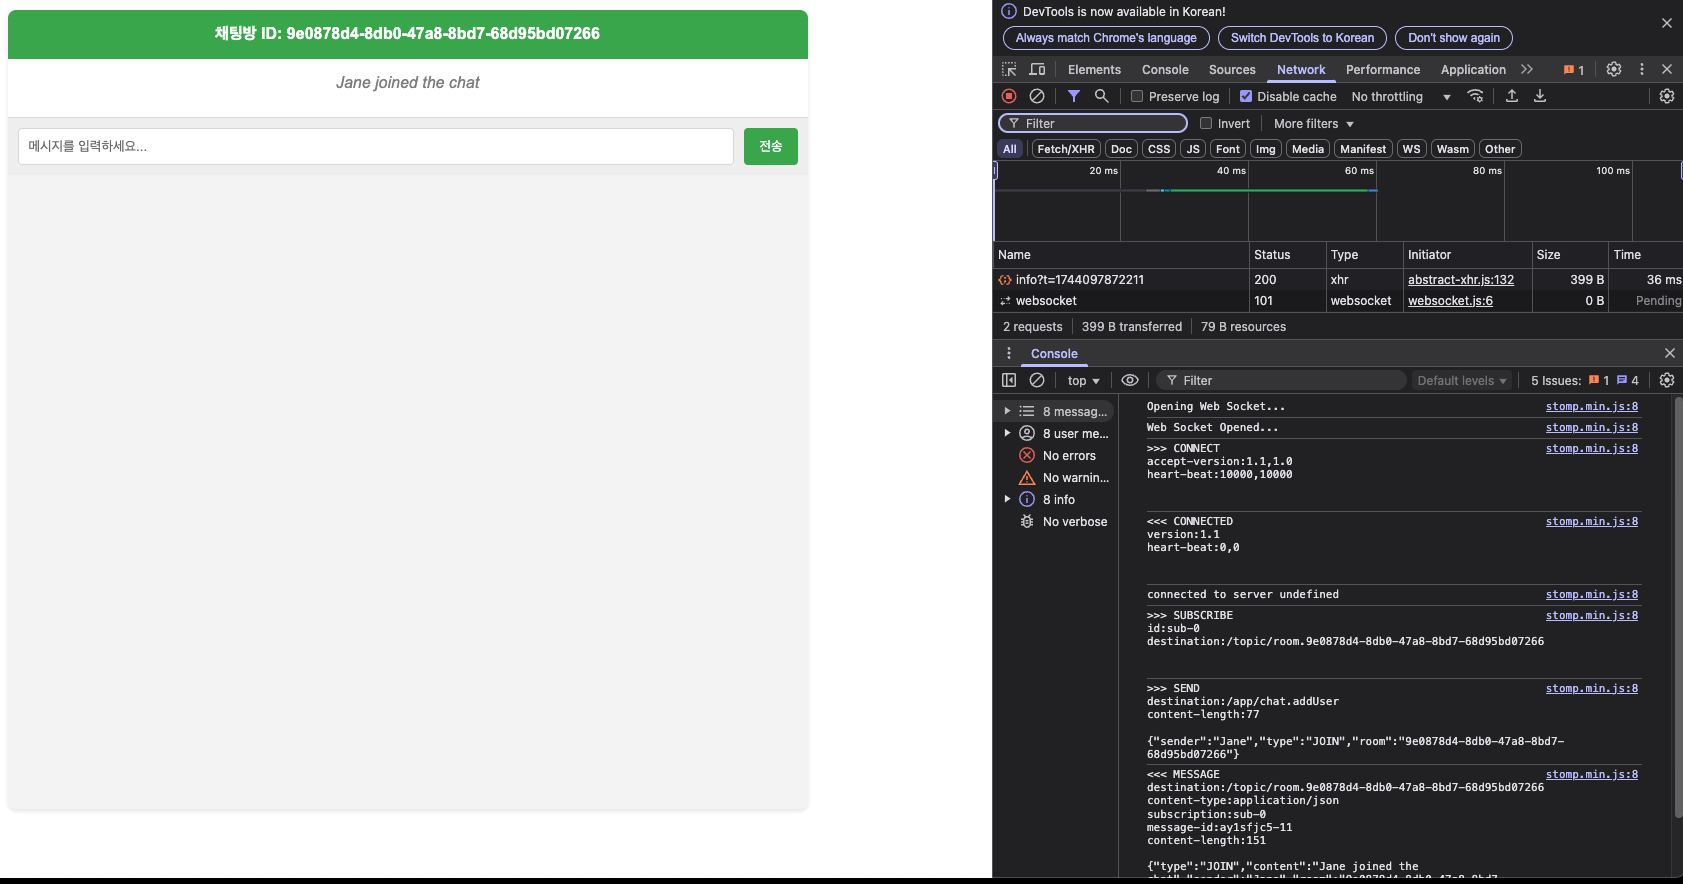 채팅방 ID: 9e0878d4-8db0-47a8-8bd7-68d95bd07266
Jane joined the chat
메시지를 입력하세요...
전송
DevTools is now available in Korean!
Always match Chrome's language
Switch DevTools to Korean
Don't show again
Elements Console Sources Network Performance Application 1
Preserve log Disable cache No throttling
Filter Invert More filters
All Fetch/XHR Doc CSS JS Font Img Media Manifest WS Wasm Other
20 ms 40 ms 60 ms 80 ms 100 ms
Name Status Type Initiator Size Time
info?t=1744097872211 200 xhr abstract-xhr.js:132 399 B 36 ms
websocket 101 websocket websocket.js:6 0 B Pending
2 requests 399 B transferred 79 B resources
Console
top Filter Default levels 5 Issues: 1 4
8 messag...
8 user me...
No errors
No warnin...
8 info
No verbose
Opening Web Socket... stomp.min.js:8
Web Socket Opened... stomp.min.js:8
>>> CONNECT stomp.min.js:8
accept-version:1.1,1.0
heart-beat:10000,10000
<<< CONNECTED stomp.min.js:8
version:1.1
heart-beat:0,0
connected to server undefined stomp.min.js:8
>>> SUBSCRIBE stomp.min.js:8
id:sub-0
destination:/topic/room.9e0878d4-8db0-47a8-8bd7-68d95bd07266
>>> SEND stomp.min.js:8
destination:/app/chat.addUser
content-length:77
{"sender":"Jane","type":"JOIN","room":"9e0878d4-8db0-47a8-8bd7-
68d95bd07266"}
<<< MESSAGE stomp.min.js:8
destination:/topic/room.9e0878d4-8db0-47a8-8bd7-68d95bd07266
content-type:application/json
subscription:sub-0
message-id:ay1sfjc5-11
content-length:151
{"type":"JOIN","content":"Jane joined the